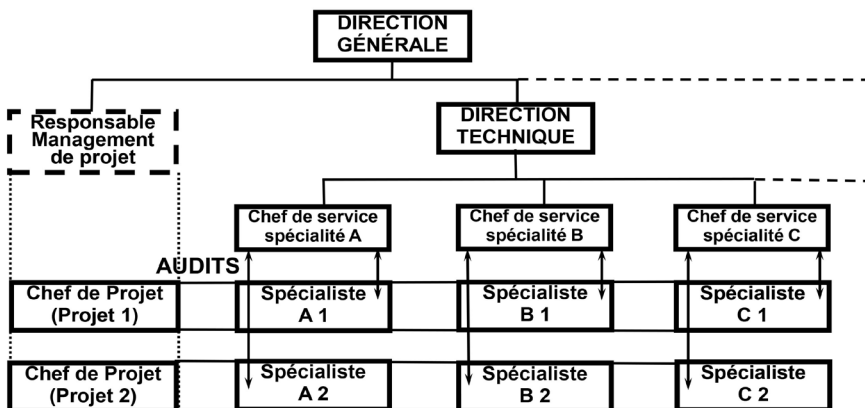 DIRECTION
GÉNÉRALE
Responsable
Management
de projet
DIRECTION
TECHNIQUE
Chef de service
spécialité A
Chef de service
spécialité B
Chef de service
spécialité C
AUDITS
Chef de Projet
(Projet 1)
Spécialiste
A 1
Spécialiste
B 1
Spécialiste
C 1
Chef de Projet
(Projet 2)
Spécialiste
A 2
Spécialiste
B 2
Spécialiste
C 2